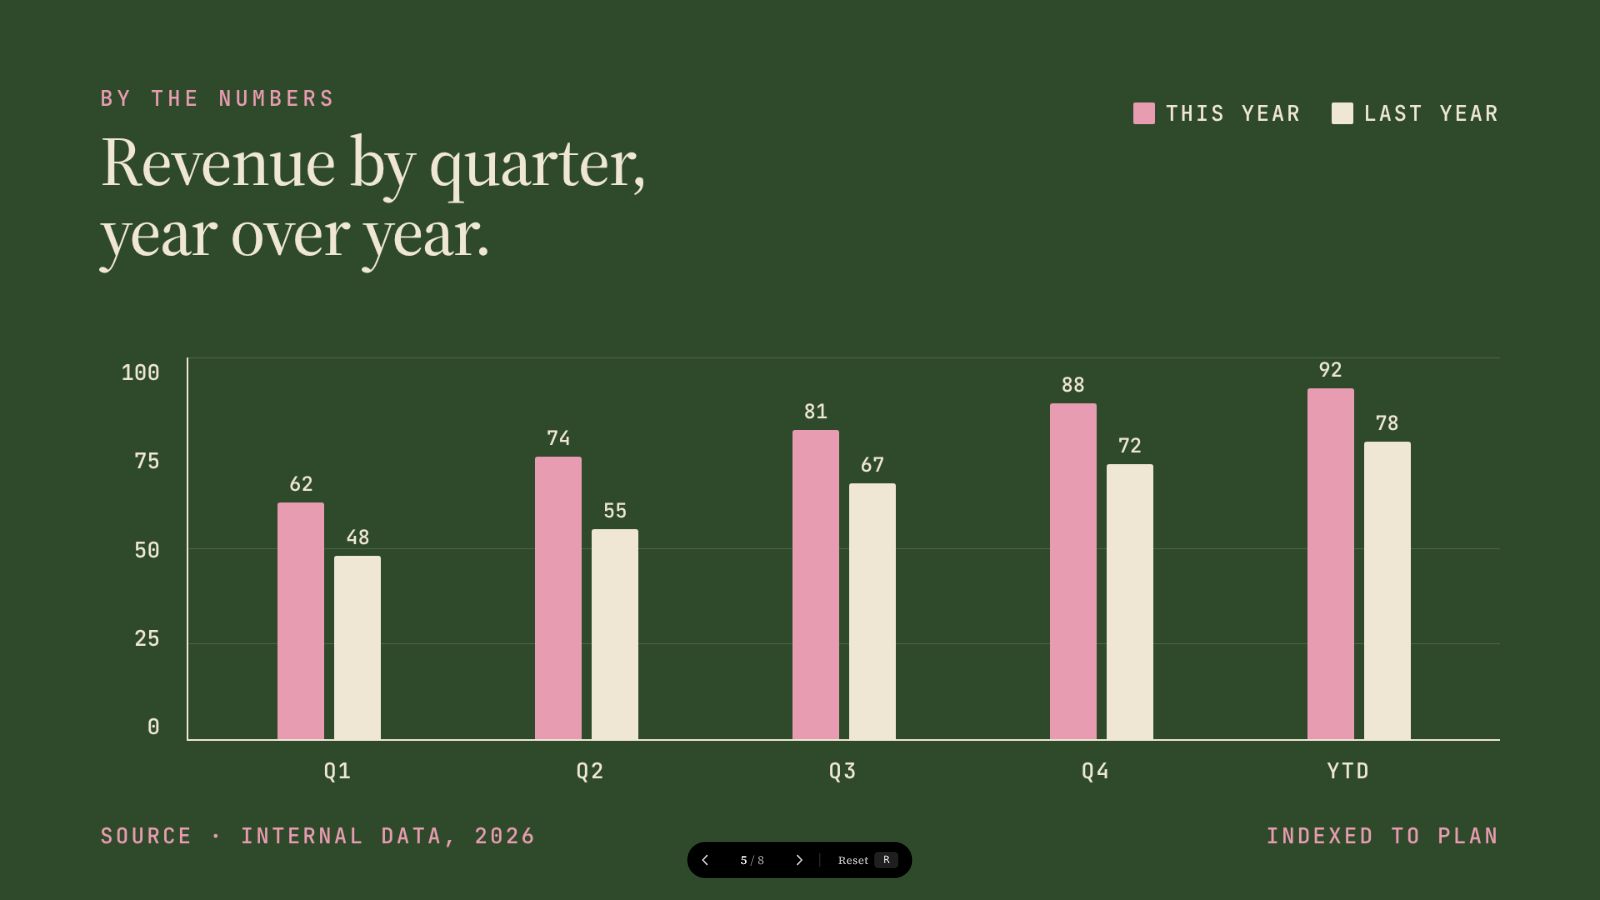 BY THE NUMBERS
Revenue by quarter,
year over year.
THIS YEAR
LAST YEAR
100
75
50
25
0
62
48
74
55
81
67
88
72
92
78
Q1
Q2
Q3
Q4
YTD
SOURCE · INTERNAL DATA, 2026
INDEXED TO PLAN
5 / 8
Reset R